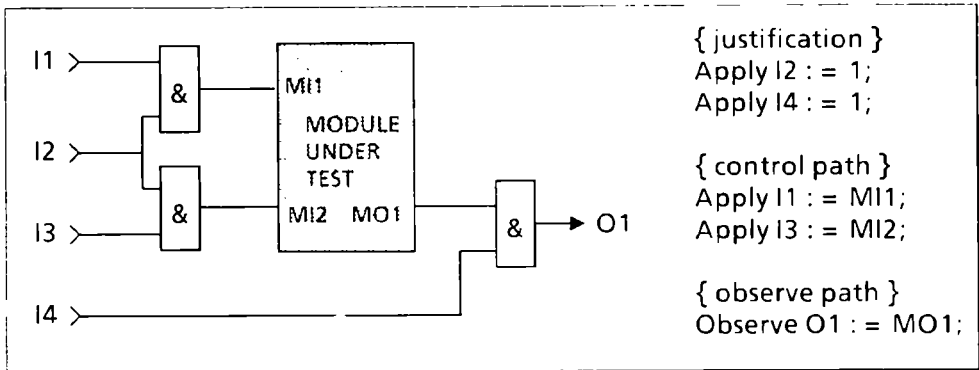 I1
&
MI1
I2
MODULE
UNDER
TEST
&
MI2 MO1
I3
&
O1
I4
{ justification }
Apply I2 : = 1;
Apply I4 : = 1;
{ control path }
Apply I1 : = MI1;
Apply I3 : = MI2;
{ observe path }
Observe O1 : = MO1;